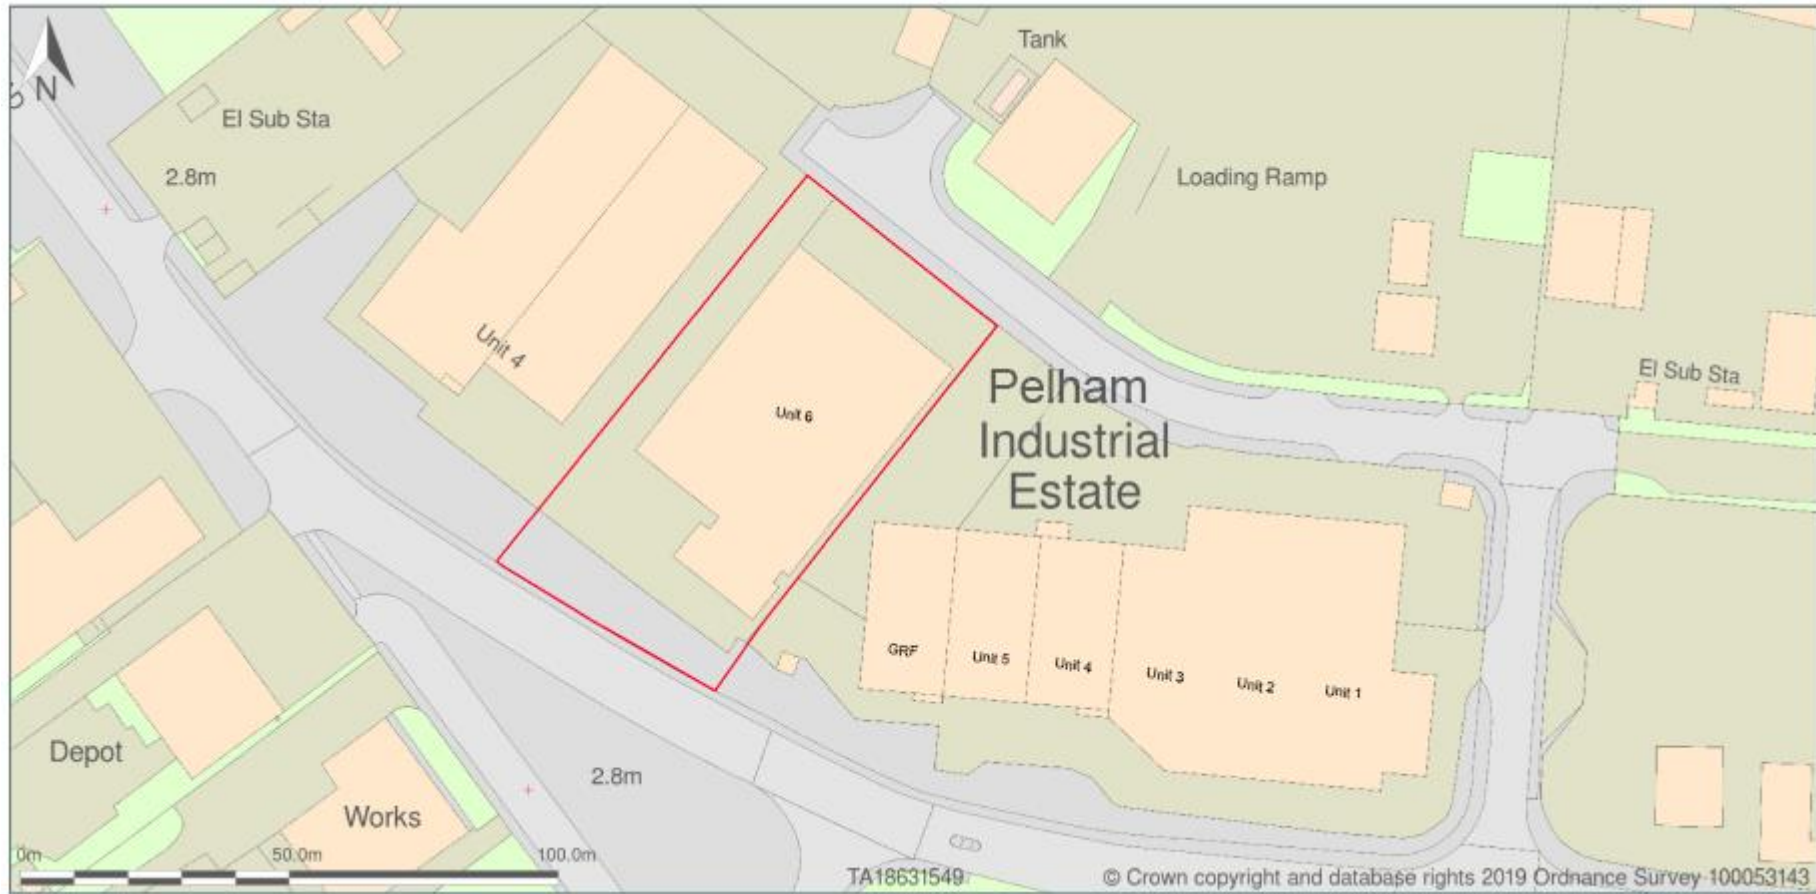 Tank
El Sub Sta
2.8m
N
Loading Ramp
Unit 4
El Sub Sta
Pelham
Industrial
Estate
Unit 6
GRF
Unit 5
Unit 4
Unit 3
Unit 2
Unit 1
Depot
2.8m
Works
0m
50.0m
100.0m
TA18631549
© Crown copyright and database rights 2019 Ordnance Survey 100053143